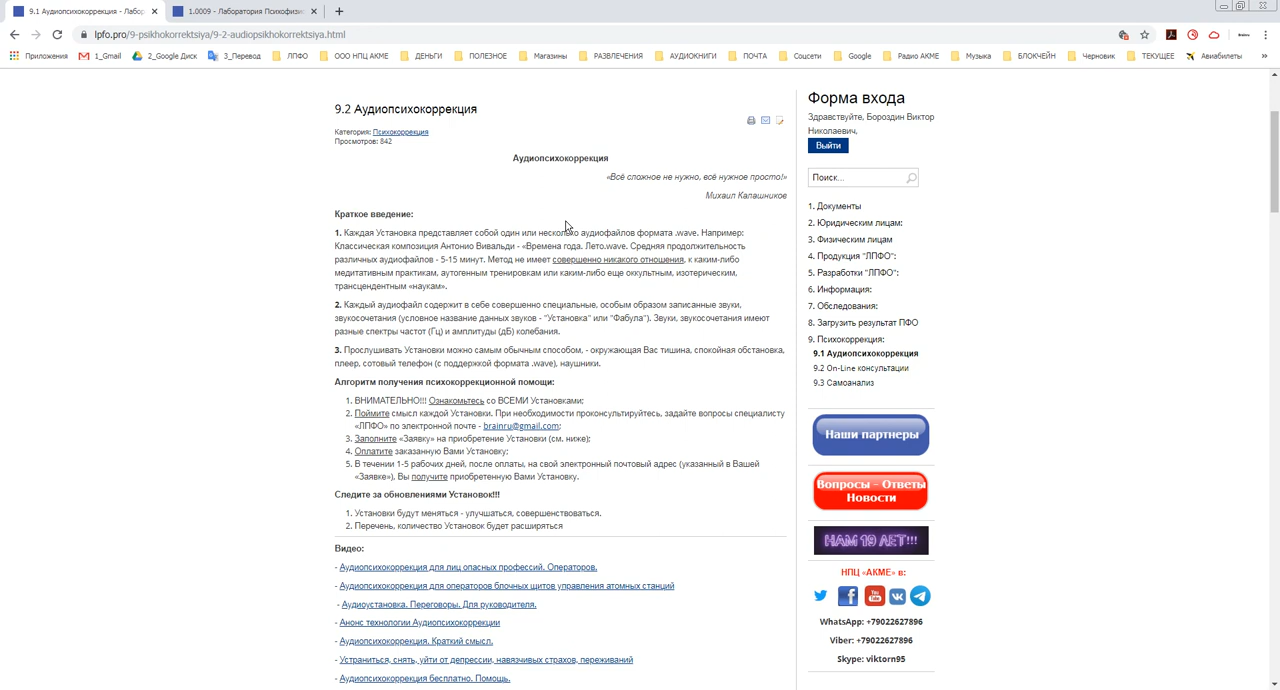 9.1 Аудиопсихокоррекция - Лабор
1.0009 - Лаборатория Психофизи
lpfo.pro/9-psikhokorrektsiya/9-2-audiopsikhokorrektsiya.html
Приложения 1_Gmail 2_Google Диск 3_Перевод ЛПФО ООО НПЦ АКМЕ ДЕНЬГИ ПОЛЕЗНОЕ Магазины РАЗВЛЕЧЕНИЯ АУДИОКНИГИ ПОЧТА Соцсети Google Радио АКМЕ Музыка БЛОКЧЕЙН Черновик ТЕКУЩЕЕ Авиабилеты »
9.2 Аудиопсихокоррекция
Категория: Психокоррекция
Просмотров: 842
Аудиопсихокоррекция
«Всё сложное не нужно, всё нужное просто!»
Михаил Калашников
Краткое введение:
1. Каждая Установка представляет собой один или несколько аудиофайлов формата .wave. Например:
Классическая композиция Антонио Вивальди - «Времена года. Лето.wave. Средняя продолжительность
различных аудиофайлов - 5-15 минут. Метод не имеет совершенно никакого отношения, к каким-либо
медитативным практикам, аутогенным тренировкам или каким-либо еще оккультным, изотерическим,
трансцендентным «наукам».
2. Каждый аудиофайл содержит в себе совершенно специальные, особым образом записанные звуки,
звукосочетания (условное название данных звуков - "Установка" или "Фабула"). Звуки, звукосочетания имеют
разные спектры частот (Гц) и амплитуды (дБ) колебания.
3. Прослушивать Установки можно самым обычным способом, - окружающая Вас тишина, спокойная обстановка,
плеер, сотовый телефон (с поддержкой формата .wave), наушники.
Алгоритм получения психокоррекционной помощи:
1. ВНИМАТЕЛЬНО!!! Ознакомьтесь со ВСЕМИ Установками;
2. Поймите смысл каждой Установки. При необходимости проконсультируйтесь, задайте вопросы специалисту
«ЛПФО» по электронной почте - brainru@gmail.com;
3. Заполните «Заявку» на приобретение Установки (см. ниже);
4. Оплатите заказанную Вами Установку;
5. В течении 1-5 рабочих дней, после оплаты, на свой электронный почтовый адрес (указанный в Вашей
«Заявке»), Вы получите приобретенную Вами Установку.
Следите за обновлениями Установок!!!
1. Установки будут меняться - улучшаться, совершенствоваться.
2. Перечень, количество Установок будет расширяться
Видео:
- Аудиопсихокоррекция для лиц опасных профессий. Операторов.
- Аудиопсихокоррекция для операторов блочных щитов управления атомных станций
- Аудиоустановка. Переговоры. Для руководителя.
- Анонс технологии Аудиопсихокоррекции
- Аудиопсихокоррекция. Краткий смысл.
- Устраниться, снять, уйти от депрессии, навязчивых страхов, переживаний
- Аудиопсихокоррекция бесплатно. Помощь.
Форма входа
Здравствуйте, Бороздин Виктор
Николаевич,
Выйти
Поиск...
1. Документы
2. Юридическим лицам:
3. Физическим лицам
4. Продукция "ЛПФО":
5. Разработки "ЛПФО":
6. Информация:
7. Обследования:
8. Загрузить результат ПФО
9. Психокоррекция:
9.1 Аудиопсихокоррекция
9.2 On-Line консультации
9.3 Самоанализ
Наши партнеры
Вопросы - Ответы
Новости
НАМ 19 ЛЕТ!!!
НПЦ «АКМЕ» в:
WhatsApp: +79022627896
Viber: +79022627896
Skype: viktorn95